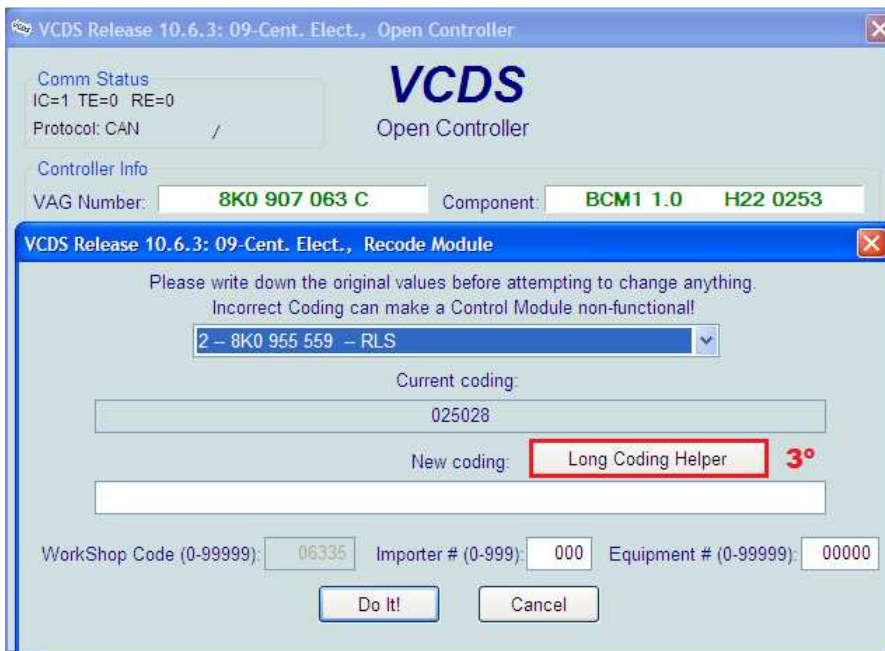 VCDS Release 10.6.3: 09-Cent. Elect., Open Controller
Comm Status
IC=1 TE=0 RE=0
Protocol: CAN /
VCDS
Open Controller
Controller Info
VAG Number: 8K0 907 063 C Component: BCM1 1.0 H22 0253
VCDS Release 10.6.3: 09-Cent. Elect., Recode Module
Please write down the original values before attempting to change anything.
Incorrect Coding can make a Control Module non-functional!
2 -- 8K0 955 559 -- RLS
Current coding:
025028
New coding: Long Coding Helper 3º
WorkShop Code (0-99999): 06335 Importer # (0-999): 000 Equipment # (0-99999): 00000
Do It! Cancel